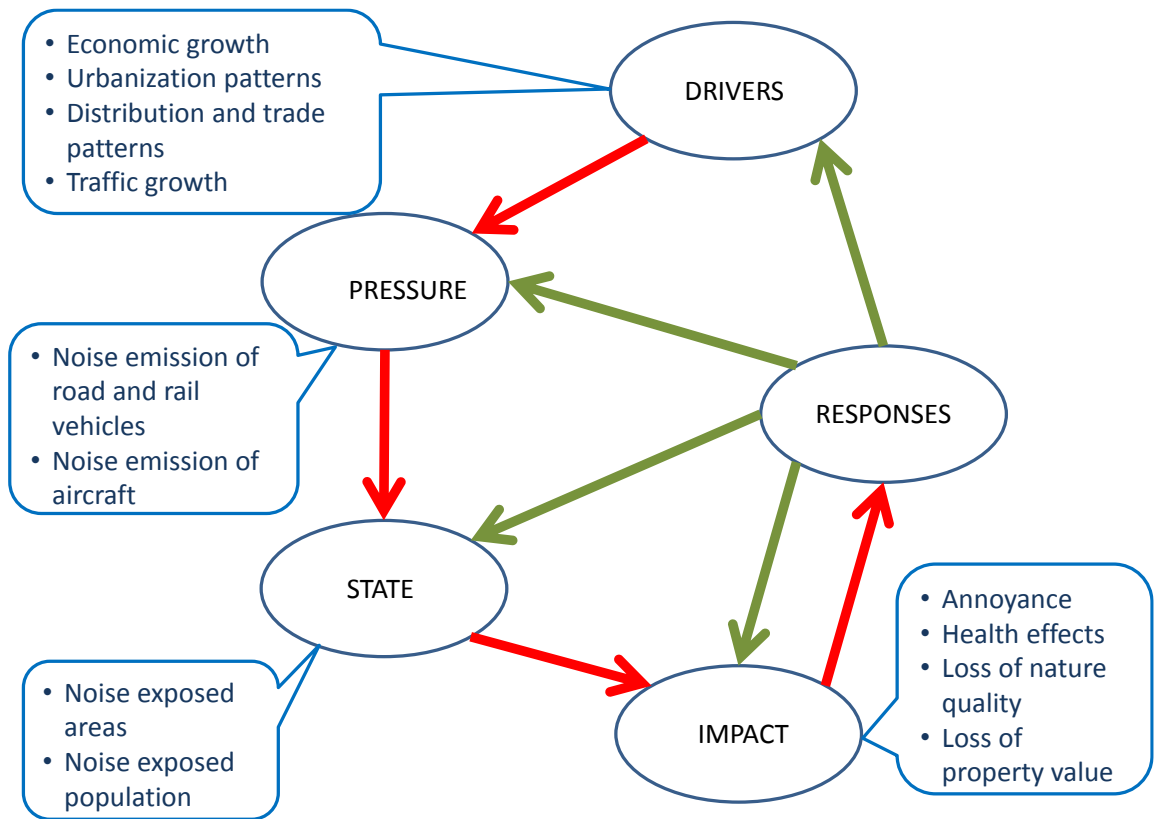 • Economic growth
• Urbanization patterns
• Distribution and trade
patterns
• Traffic growth
DRIVERS
PRESSURE
• Noise emission of
road and rail
vehicles
• Noise emission of
aircraft
RESPONSES
STATE
• Noise exposed
areas
• Noise exposed
population
IMPACT
• Annoyance
• Health effects
• Loss of nature
quality
• Loss of
property value